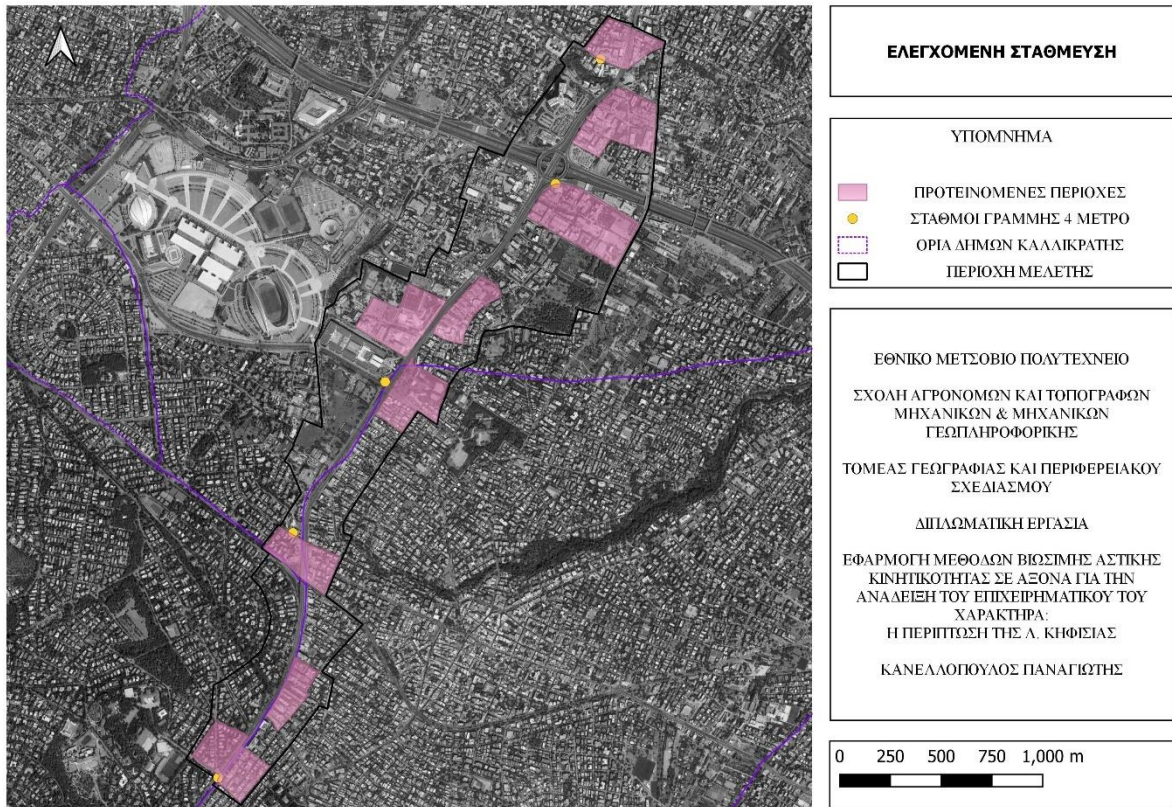 ΕΛΕΓΧΟΜΕΝΗ ΣΤΑΘΜΕΥΣΗ
ΥΠΟΜΝΗΜΑ
ΠΡΟΤΕΙΝΟΜΕΝΕΣ ΠΕΡΙΟΧΕΣ
ΣΤΑΘΜΟΙ ΓΡΑΜΜΗΣ 4 ΜΕΤΡΟ
ΟΡΙΑ ΔΗΜΩΝ ΚΑΛΛΙΚΡΑΤΗΣ
ΠΕΡΙΟΧΗ ΜΕΛΕΤΗΣ
ΕΘΝΙΚΟ ΜΕΤΣΟΒΙΟ ΠΟΛΥΤΕΧΝΕΙΟ
ΣΧΟΛΗ ΑΓΡΟΝΟΜΩΝ ΚΑΙ ΤΟΠΟΓΡΑΦΩΝ
ΜΗΧΑΝΙΚΩΝ & ΜΗΧΑΝΙΚΩΝ
ΓΕΩΠΛΗΡΟΦΟΡΙΚΗΣ
ΤΟΜΕΑΣ ΓΕΩΓΡΑΦΙΑΣ ΚΑΙ ΠΕΡΙΦΕΡΕΙΑΚΟΥ
ΣΧΕΔΙΑΣΜΟΥ
ΔΙΠΛΩΜΑΤΙΚΗ ΕΡΓΑΣΙΑ
ΕΦΑΡΜΟΓΗ ΜΕΘΟΔΩΝ ΒΙΩΣΙΜΗΣ ΑΣΤΙΚΗΣ
ΚΙΝΗΤΙΚΟΤΗΤΑΣ ΣΕ ΑΞΟΝΑ ΓΙΑ ΤΗΝ
ΑΝΑΔΕΙΞΗ ΤΟΥ ΕΠΙΧΕΙΡΗΜΑΤΙΚΟΥ ΤΟΥ
ΧΑΡΑΚΤΗΡΑ:
Η ΠΕΡΙΠΤΩΣΗ ΤΗΣ Λ. ΚΗΦΙΣΙΑΣ
ΚΑΝΕΛΛΟΠΟΥΛΟΣ ΠΑΝΑΓΙΩΤΗΣ
0 250 500 750 1,000 m